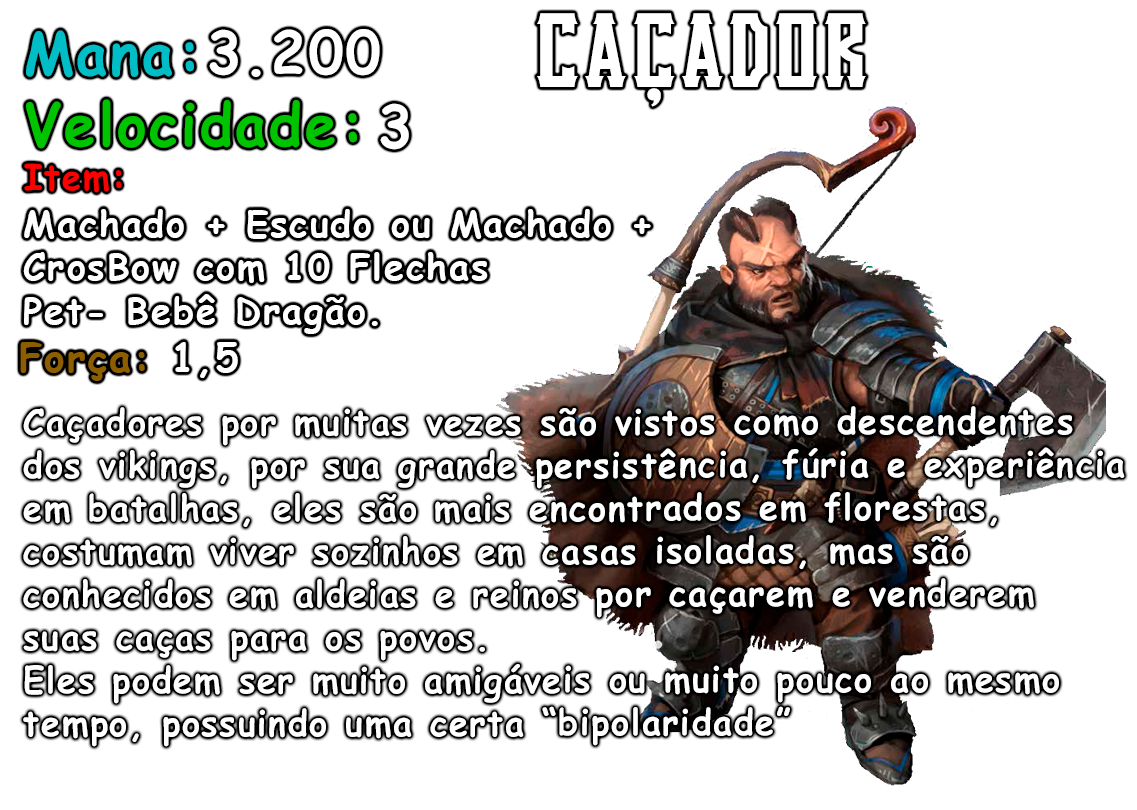 CAÇADOR
Mana:3.200
Velocidade: 3
Item:
Machado + Escudo ou Machado +
CrosBow com 10 Flechas
Pet- Bebê Dragão.
Força: 1,5
Caçadores por muitas vezes são vistos como descendentes
dos vikings, por sua grande persistência, fúria e experiência
em batalhas, eles são mais encontrados em florestas,
costumam viver sozinhos em casas isoladas, mas são
conhecidos em aldeias e reinos por caçarem e venderem
suas caças para os povos.
Eles podem ser muito amigáveis ou muito pouco ao mesmo
tempo, possuindo uma certa “bipolaridade”